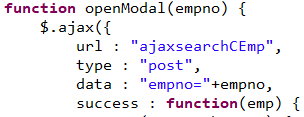 function openModal(empno) {
$.ajax({
url : "ajaxsearchCEmp",
type : "post",
data : "empno="+empno,
success : function(emp) {